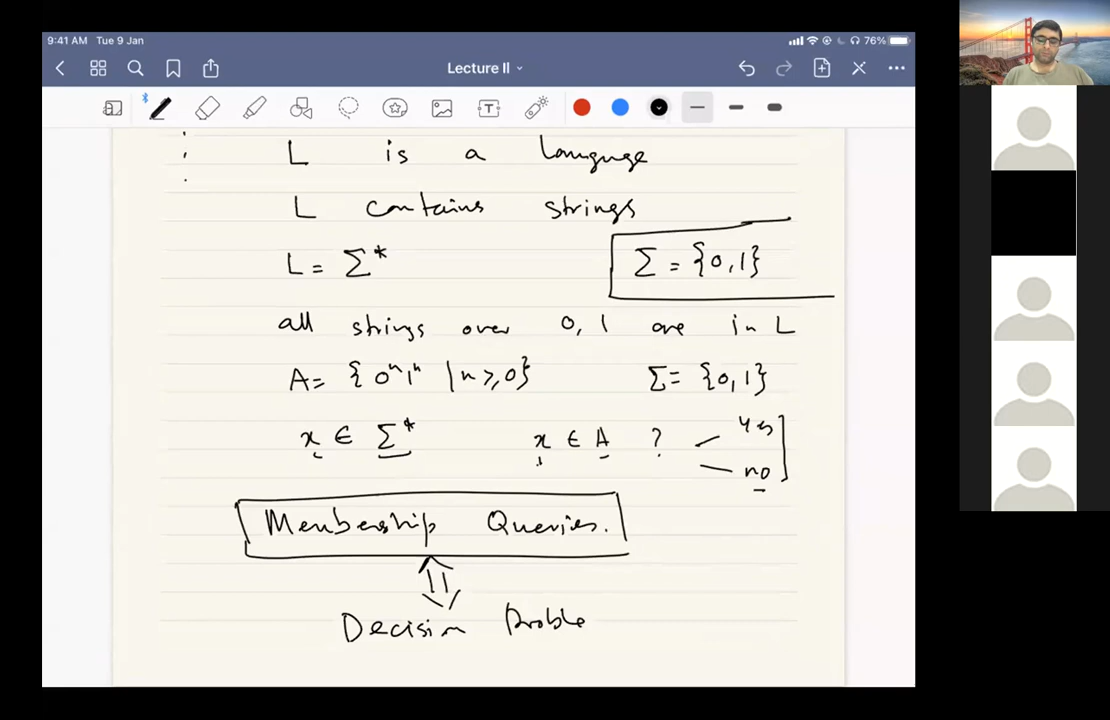 9:41 AM Tue 9 Jan 76%
Lecture II
L is a language
L contains strings
L = Σ* Σ = {0,1}
all strings over 0, 1 are in L
A = {0ⁿ1ⁿ | n ≥ 0} Σ = {0,1}
x ∈ Σ* x ∈ A ? Yes
no
Membership Queries.
Decision Proble